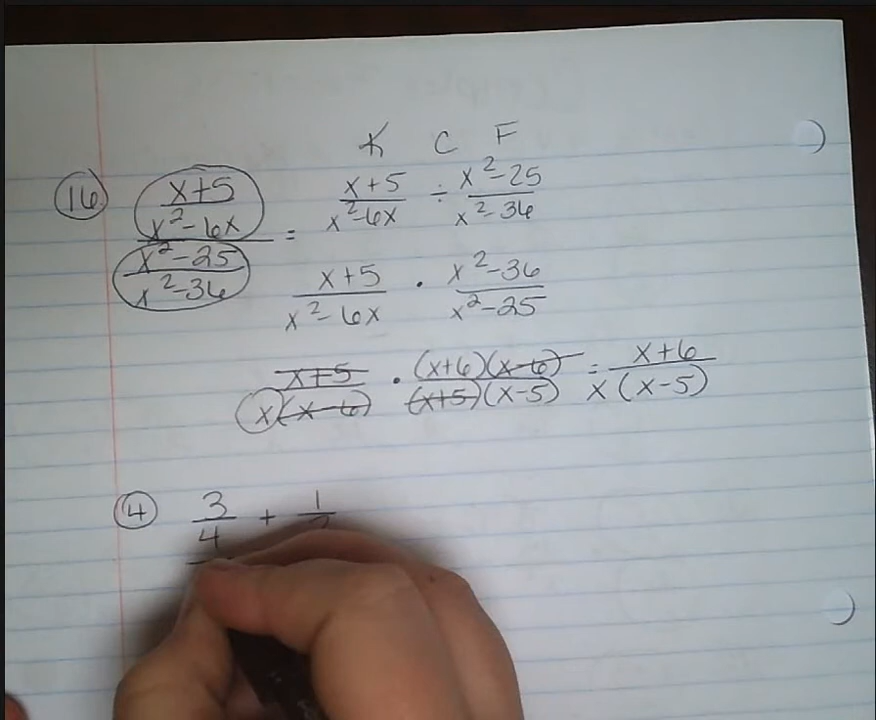 K C F
(16) (x+5)/(x²-6x) / (x²-25)/(x²-36) = (x+5)/(x²-6x) ÷ (x²-25)/(x²-36)
(x+5)/(x²-6x) · (x²-36)/(x²-25)
(x+5)/(x(x-6)) · ((x+6)(x-6))/((x+5)(x-5)) = (x+6)/(x(x-5))
(4) 3/4 + 1/